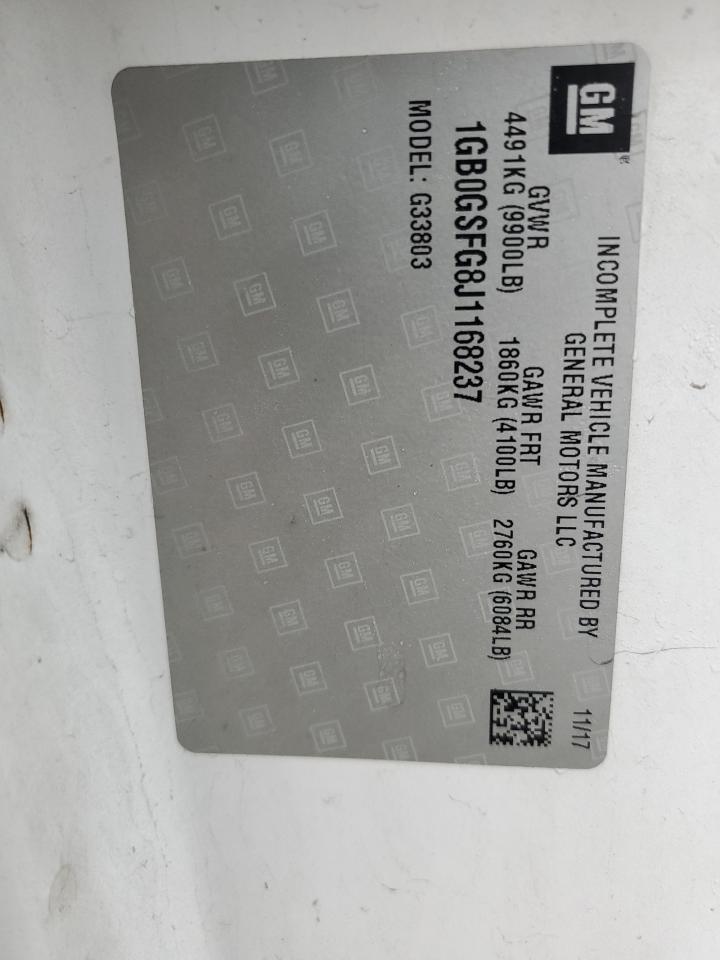 GM
INCOMPLETE VEHICLE MANUFACTURED BY
GENERAL MOTORS LLC
11/17
GVWR GAWR FRT GAWR RR
4491KG (9900LB) 1860KG (4100LB) 2760KG (6084LB)
1GB0GSFG8J1168237
MODEL: G33803